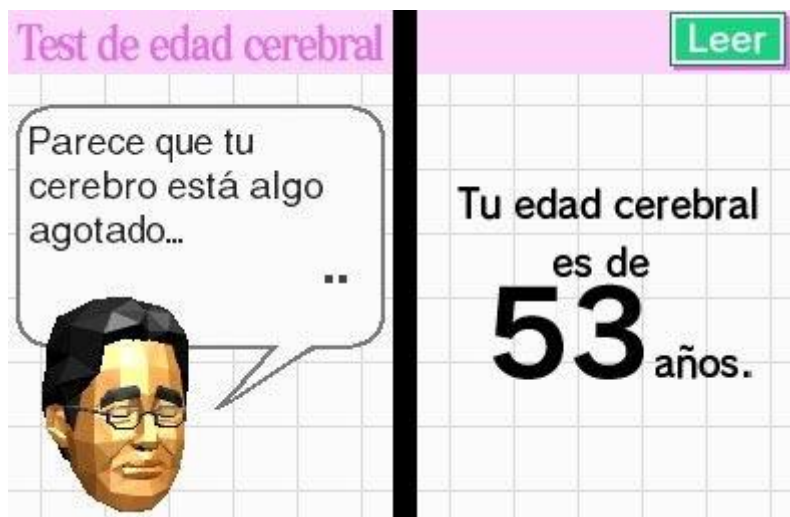 Test de edad cerebral
Leer
Parece que tu
cerebro está algo
agotado...
..
Tu edad cerebral
es de
53 años.